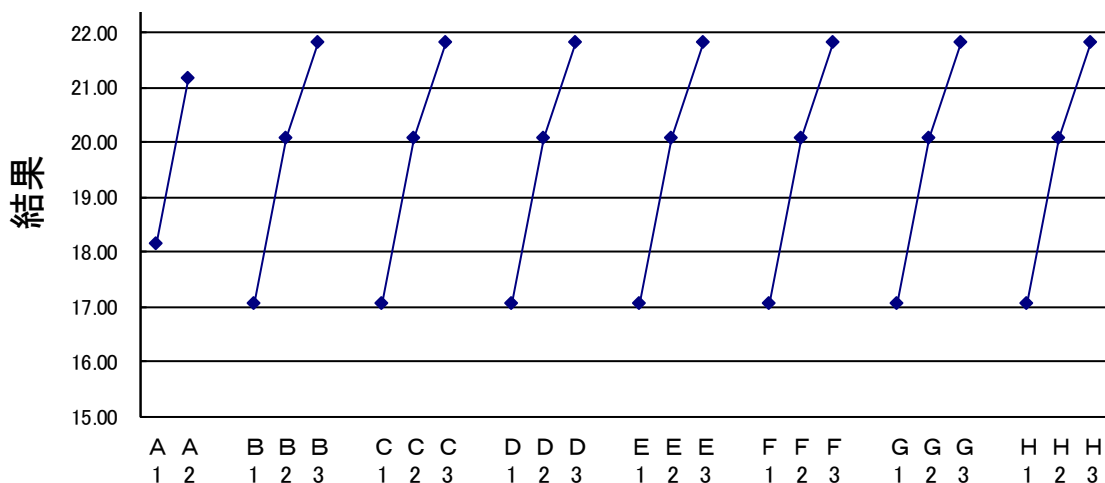 結果
22.00
21.00
20.00
19.00
18.00
17.00
16.00
15.00
A A B B B C C C D D D E E E F F F G G G H H H
1 2 1 2 3 1 2 3 1 2 3 1 2 3 1 2 3 1 2 3 1 2 3